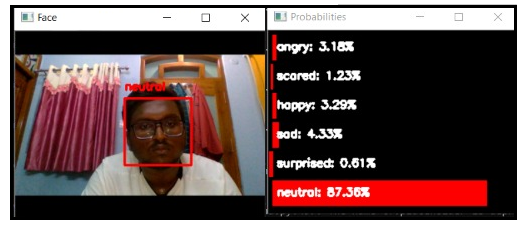 Face
Probabilities
neutral
angry: 3.18%
scared: 1.23%
happy: 3.29%
sad: 4.33%
surprised: 0.61%
neutral: 87.36%